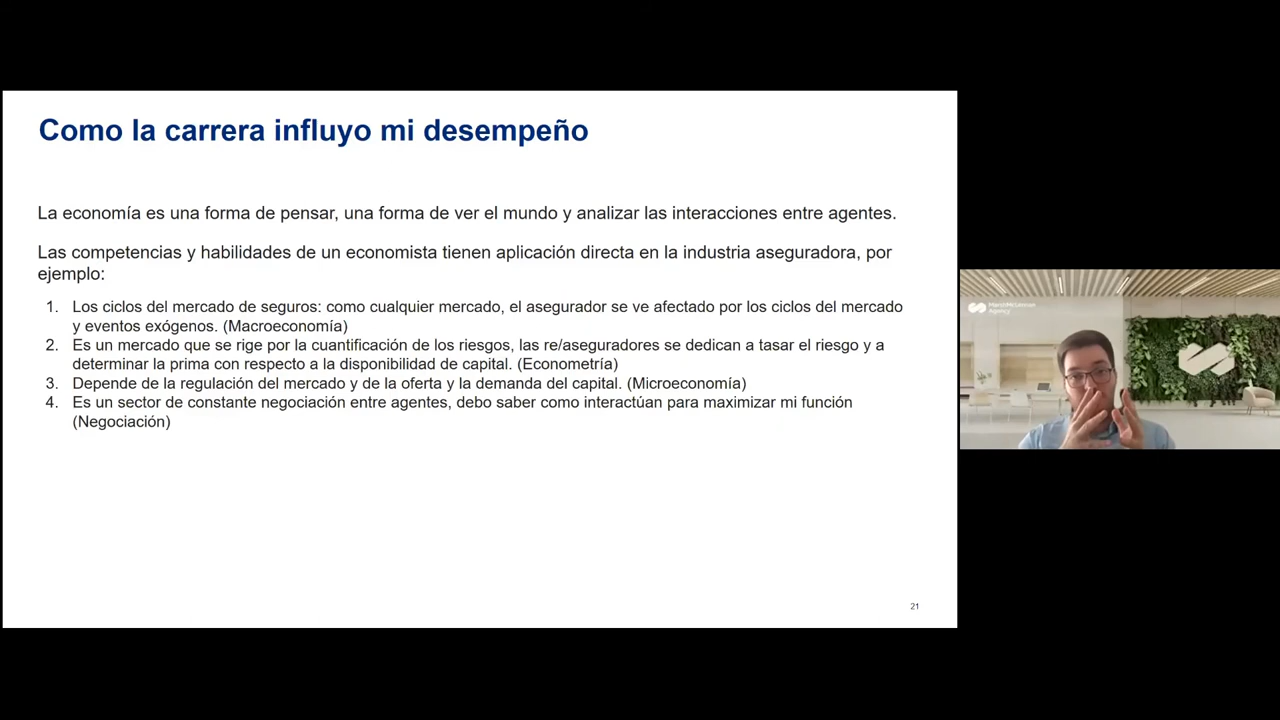 Como la carrera influyo mi desempeño
La economía es una forma de pensar, una forma de ver el mundo y analizar las interacciones entre agentes.
Las competencias y habilidades de un economista tienen aplicación directa en la industria aseguradora, por
ejemplo:
1. Los ciclos del mercado de seguros: como cualquier mercado, el asegurador se ve afectado por los ciclos del mercado
y eventos exógenos. (Macroeconomía)
2. Es un mercado que se rige por la cuantificación de los riesgos, las re/aseguradores se dedican a tasar el riesgo y a
determinar la prima con respecto a la disponibilidad de capital. (Econometría)
3. Depende de la regulación del mercado y de la oferta y la demanda del capital. (Microeconomía)
4. Es un sector de constante negociación entre agentes, debo saber como interactúan para maximizar mi función
(Negociación)
21
MarshMcLennan
Agency